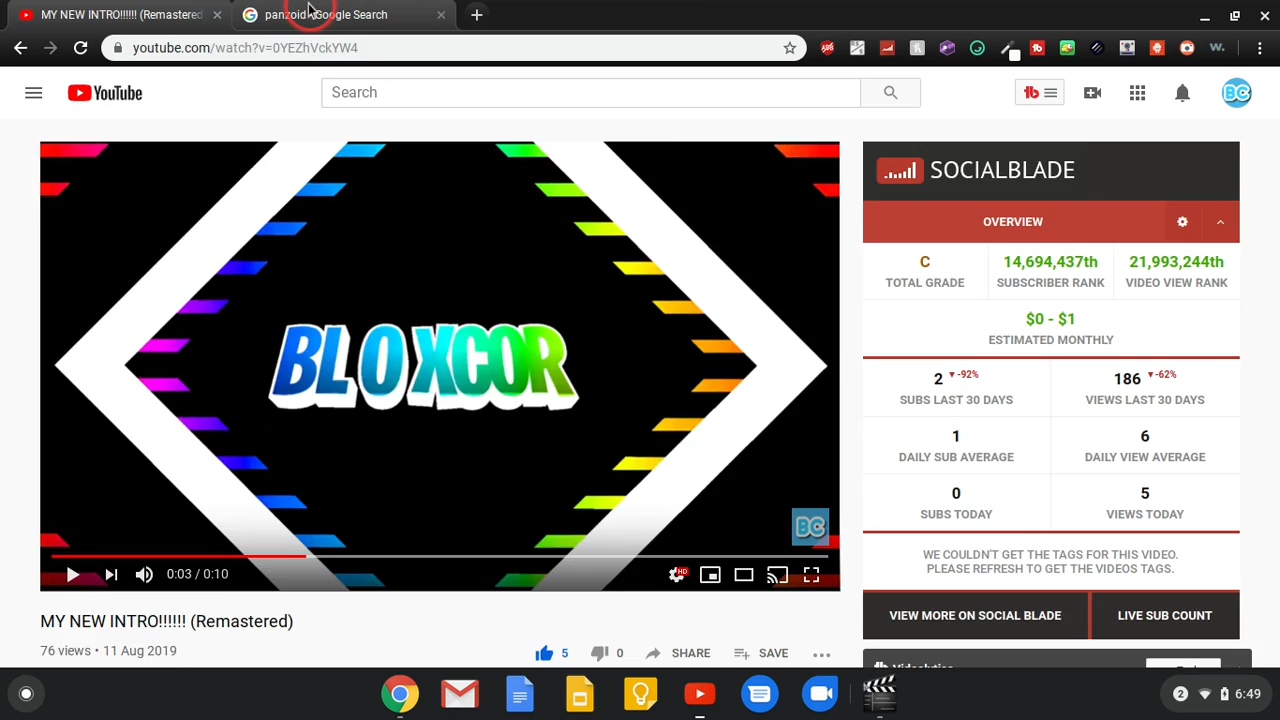 MY NEW INTRO!!!!!! (Remastered)
panzoid - Google Search
youtube.com/watch?v=0YEZhVckYW4
YouTube
Search
BC
SOCIALBLADE
OVERVIEW
C
TOTAL GRADE
14,694,437th
SUBSCRIBER RANK
21,993,244th
VIDEO VIEW RANK
$0 - $1
ESTIMATED MONTHLY
2 ▼-92%
SUBS LAST 30 DAYS
186 ▼-62%
VIEWS LAST 30 DAYS
1
DAILY SUB AVERAGE
6
DAILY VIEW AVERAGE
0
SUBS TODAY
5
VIEWS TODAY
WE COULDN'T GET THE TAGS FOR THIS VIDEO.
PLEASE REFRESH TO GET THE VIDEOS TAGS.
VIEW MORE ON SOCIAL BLADE
LIVE SUB COUNT
BLOXCOR
BC
0:03 / 0:10
HD
MY NEW INTRO!!!!!! (Remastered)
76 views • 11 Aug 2019
5
0
SHARE
SAVE
2
6:49